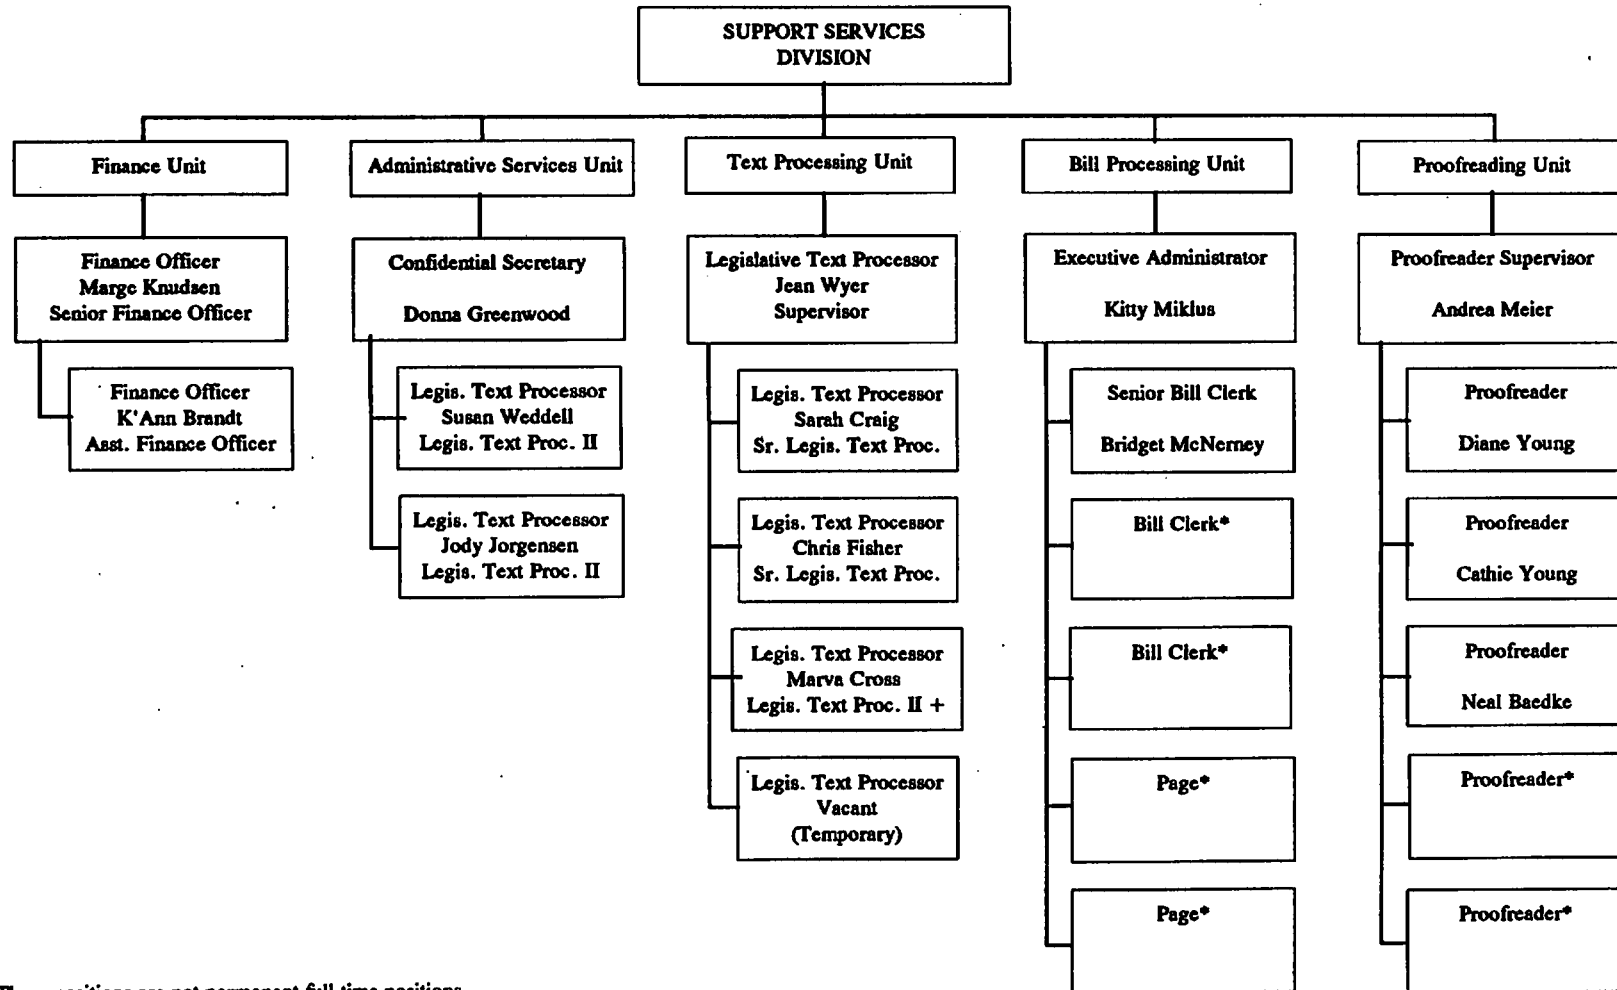 SUPPORT SERVICES
DIVISION
Finance Unit
Administrative Services Unit
Text Processing Unit
Bill Processing Unit
Proofreading Unit
Finance Officer
Marge Knudsen
Senior Finance Officer
Finance Officer
K'Ann Brandt
Asst. Finance Officer
Confidential Secretary
Donna Greenwood
Legis. Text Processor
Susan Weddell
Legis. Text Proc. II
Legis. Text Processor
Jody Jorgensen
Legis. Text Proc. II
Legislative Text Processor
Jean Wyer
Supervisor
Legis. Text Processor
Sarah Craig
Sr. Legis. Text Proc.
Legis. Text Processor
Chris Fisher
Sr. Legis. Text Proc.
Legis. Text Processor
Marva Cross
Legis. Text Proc. II +
Legis. Text Processor
Vacant
(Temporary)
Executive Administrator
Kitty Miklus
Senior Bill Clerk
Bridget McNerney
Bill Clerk*
Bill Clerk*
Page*
Page*
Proofreader Supervisor
Andrea Meier
Proofreader
Diane Young
Proofreader
Cathie Young
Proofreader
Neal Baedke
Proofreader*
Proofreader*
are not permanent full-time positions